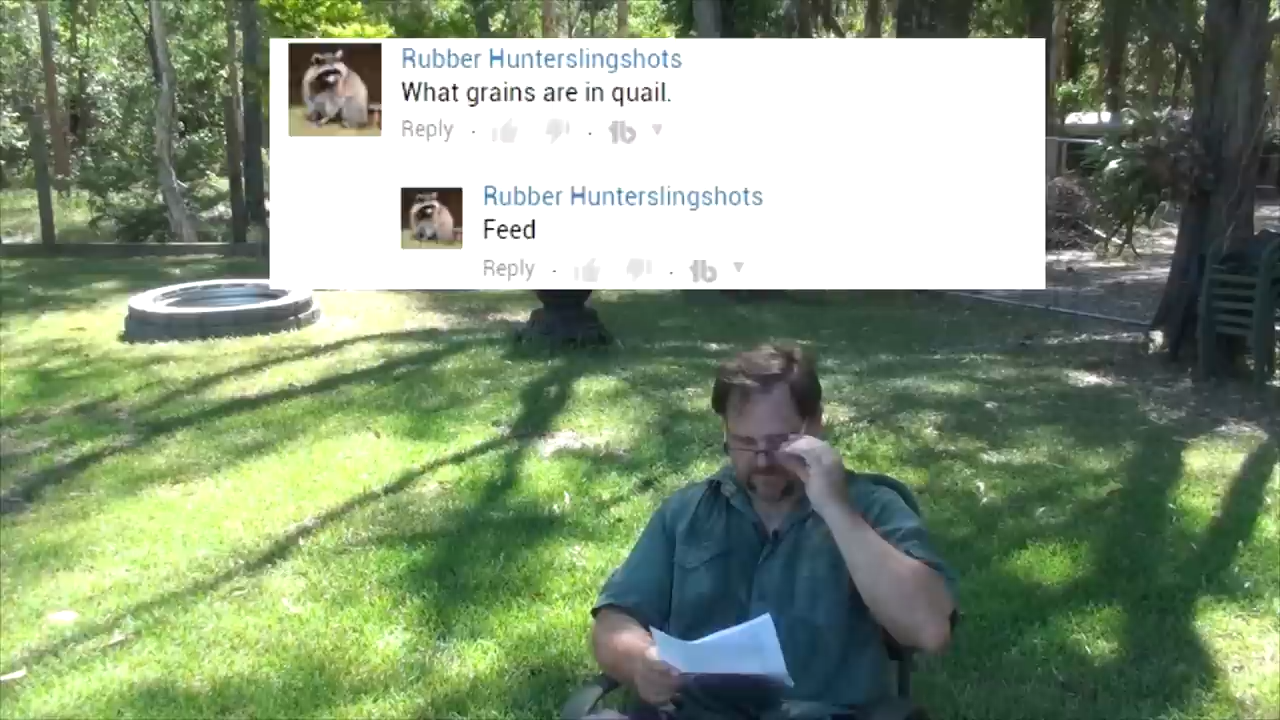 Rubber Hunterslingshots
What grains are in quail.
Reply
Rubber Hunterslingshots
Feed
Reply